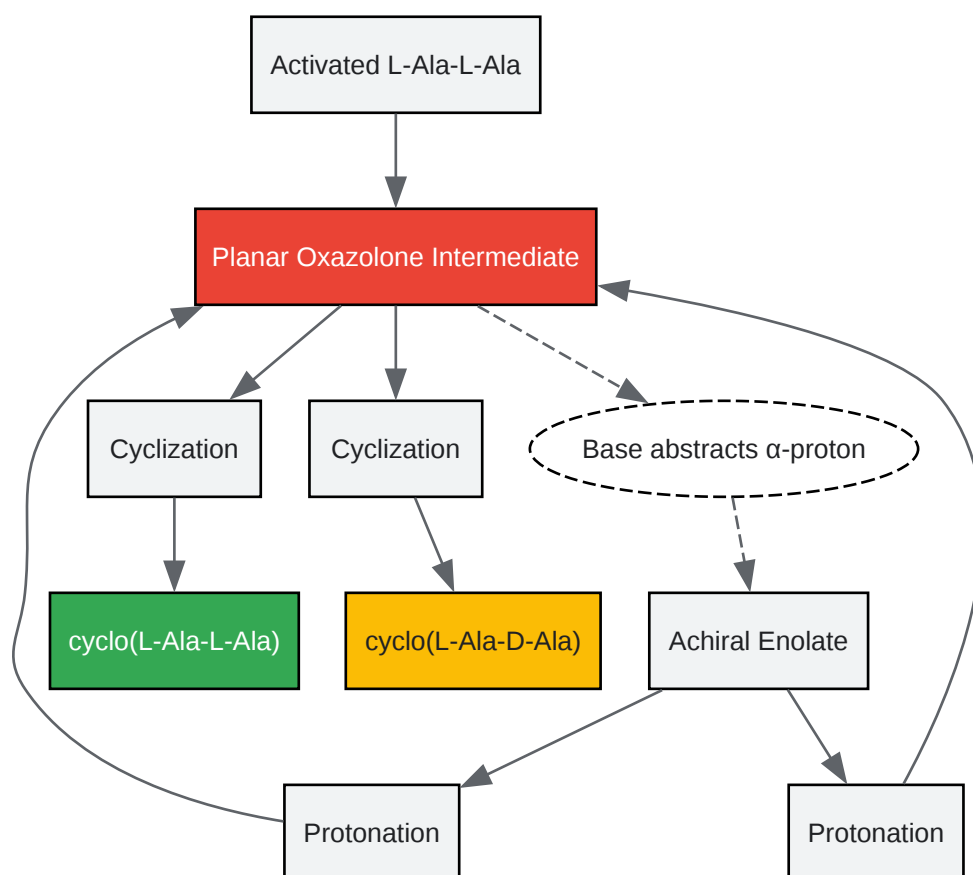 Activated L-Ala-L-Ala
Planar Oxazolone Intermediate
Cyclization
Cyclization
Base abstracts α-proton
cyclo(L-Ala-L-Ala)
cyclo(L-Ala-D-Ala)
Achiral Enolate
Protonation
Protonation